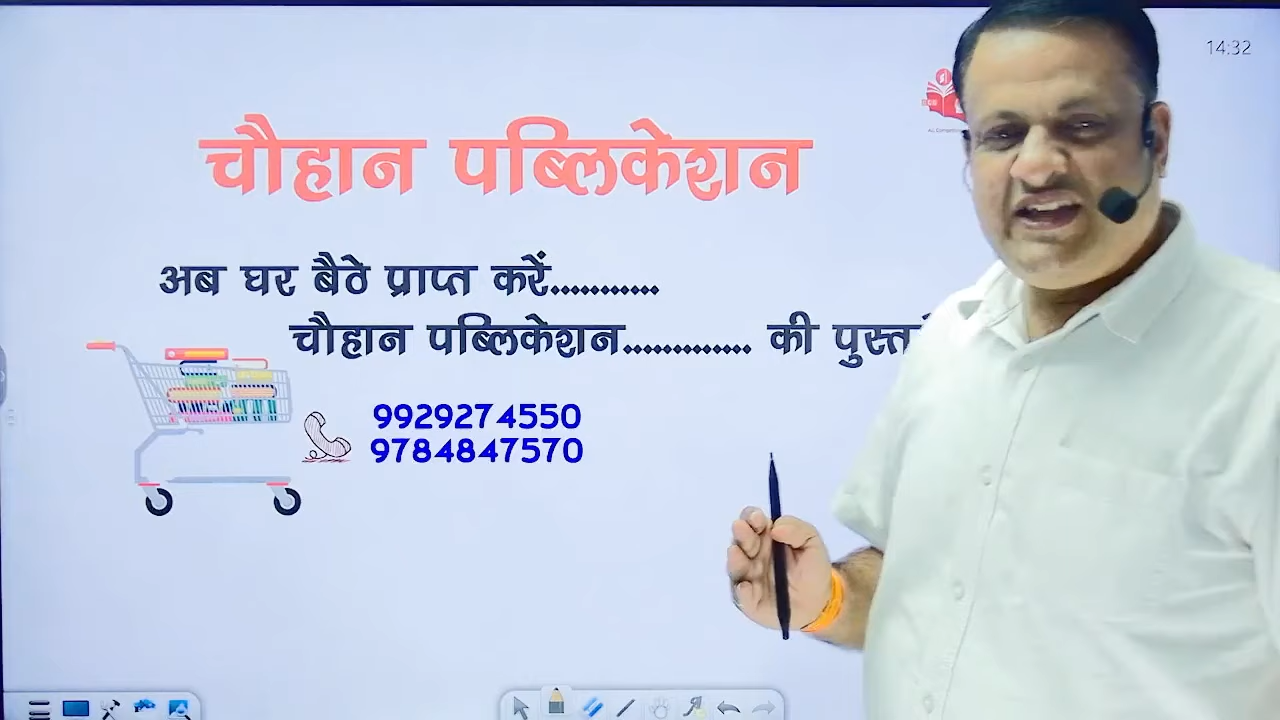 14:32
चौहान पब्लिकेशन
अब घर बैठे प्राप्त करें...........
चौहान पब्लिकेशन............. की
9929274550
9784847570